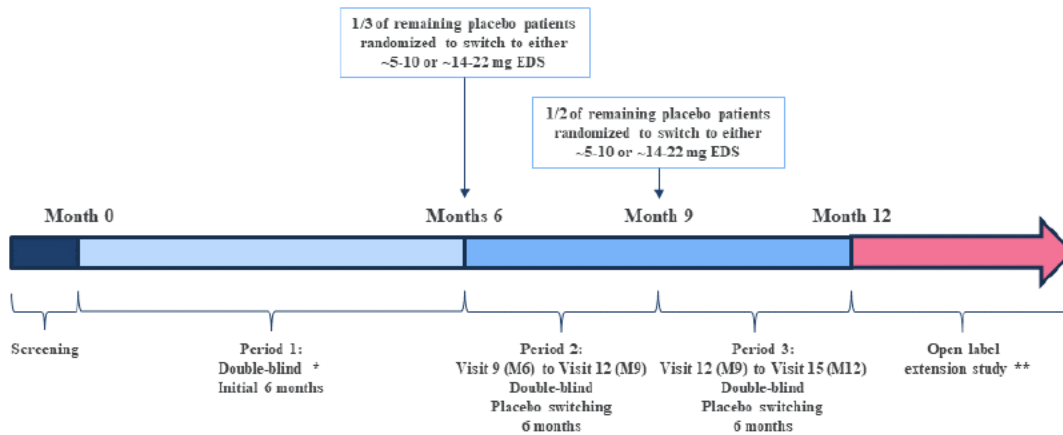 1/3 of remaining placebo patients
randomized to switch to either
~5-10 or ~14-22 mg EDS
1/2 of remaining placebo patients
randomized to switch to either
~5-10 or ~14-22 mg EDS
Month 0
Months 6
Month 9
Month 12
Screening
Period 1:
Double-blind *
Initial 6 months
Period 2:
Visit 9 (M6) to Visit 12 (M9)
Double-blind
Placebo switching
6 months
Period 3:
Visit 12 (M9) to Visit 15 (M12)
Double-blind
Placebo switching
6 months
Open label
extension study **